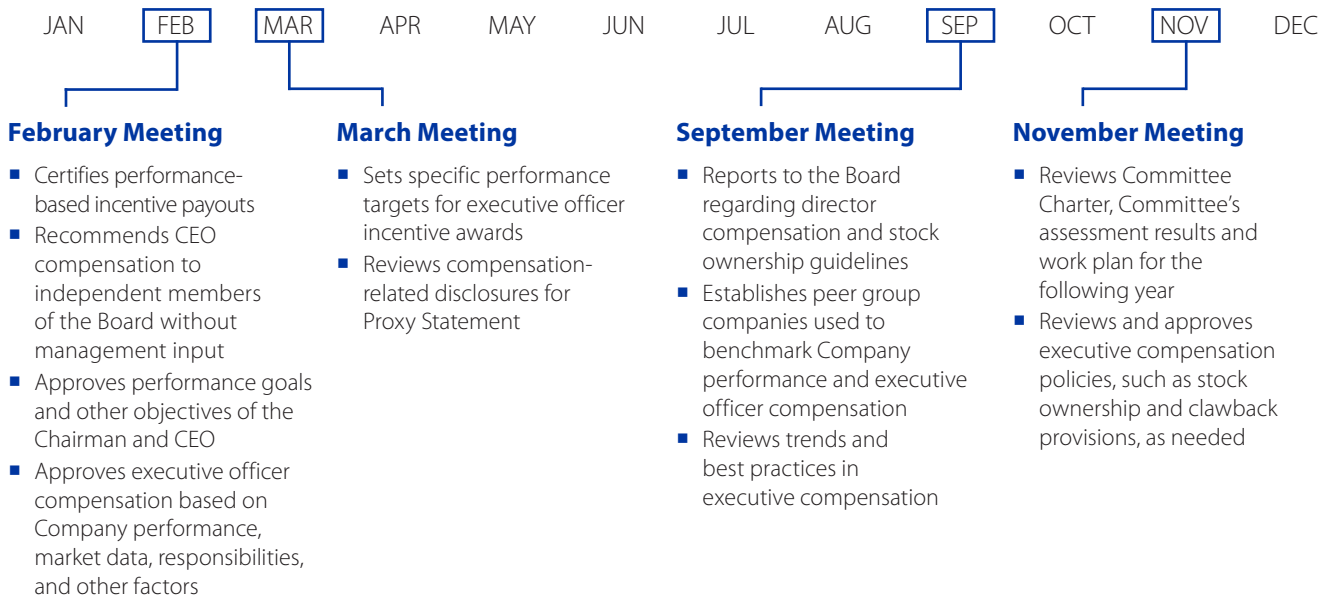 JAN FEB MAR APR MAY JUN JUL AUG SEP OCT NOV DEC
February Meeting
▪ Certifies performance-
based incentive payouts
▪ Recommends CEO
compensation to
independent members
of the Board without
management input
▪ Approves performance goals
and other objectives of the
Chairman and CEO
▪ Approves executive officer
compensation based on
Company performance,
market data, responsibilities,
and other factors
March Meeting
▪ Sets specific performance
targets for executive officer
incentive awards
▪ Reviews compensation-
related disclosures for
Proxy Statement
September Meeting
▪ Reports to the Board
regarding director
compensation and stock
ownership guidelines
▪ Establishes peer group
companies used to
benchmark Company
performance and executive
officer compensation
▪ Reviews trends and
best practices in
executive compensation
November Meeting
▪ Reviews Committee
Charter, Committee's
assessment results and
work plan for the
following year
▪ Reviews and approves
executive compensation
policies, such as stock
ownership and clawback
provisions, as needed